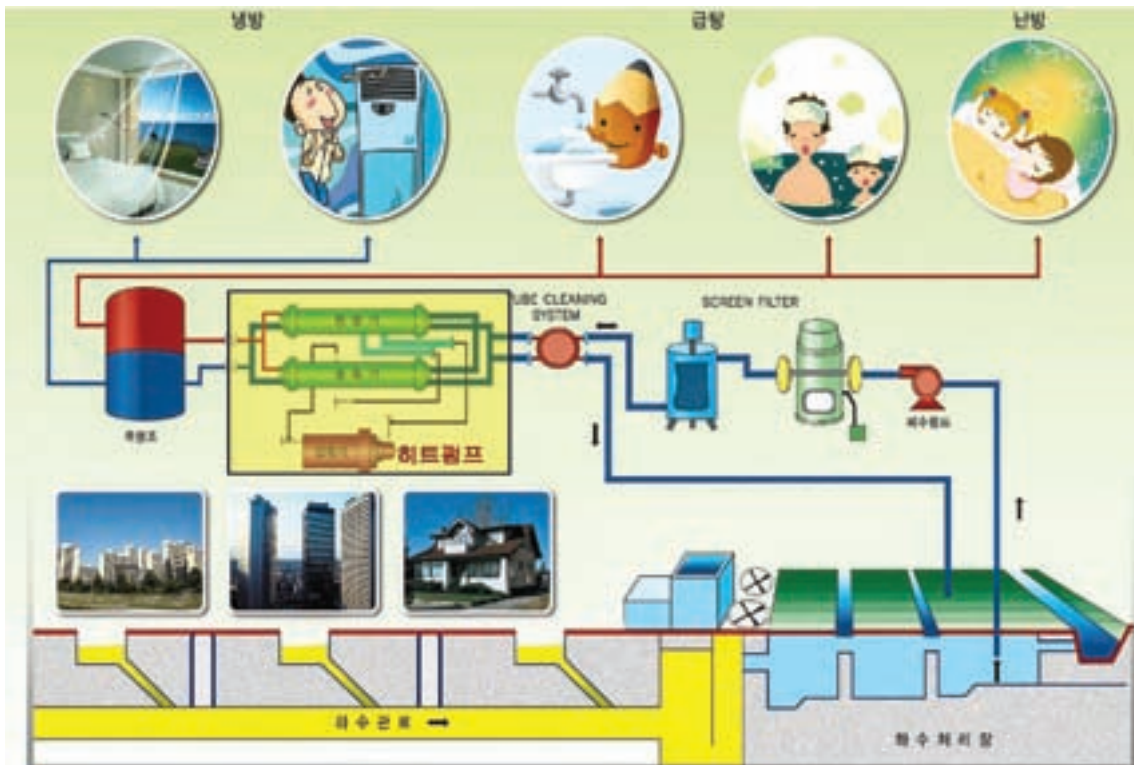 냉방
급탕
난방
TUBE CLEANING
SYSTEM
SCREEN FILTER
축열조
히트펌프
하수관로
하수처리장